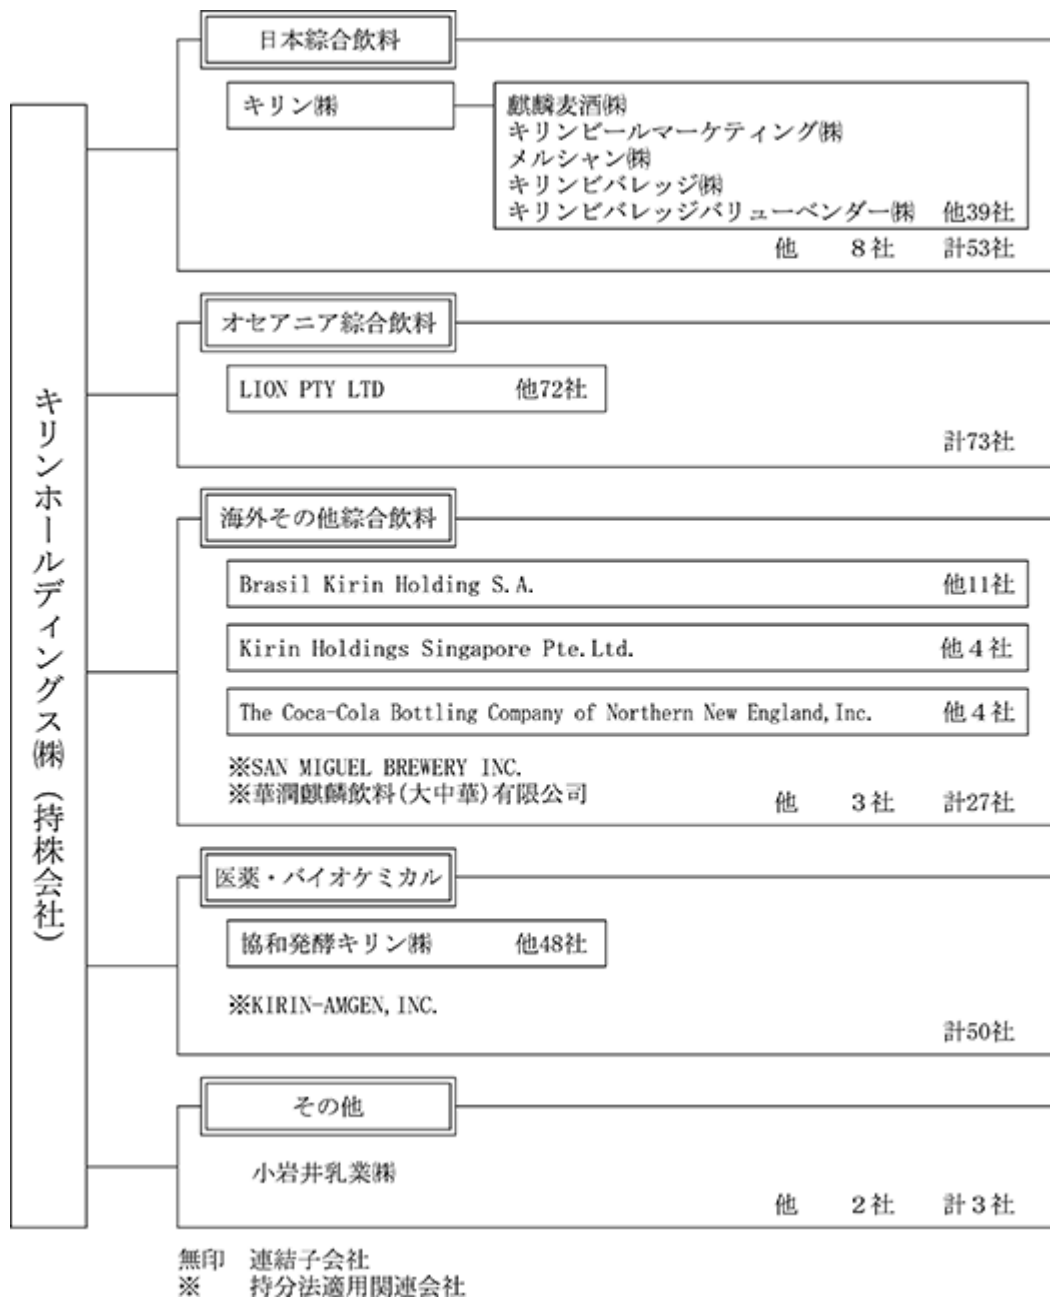 キリンホールディングス㈱（持株会社）
日本綜合飲料
キリン㈱
麒麟麦酒㈱
キリンビールマーケティング㈱
メルシャン㈱
キリンビバレッジ㈱
キリンビバレッジバリューベンダー㈱ 他39社
他 8社 計53社
オセアニア綜合飲料
LION PTY LTD 他72社
計73社
海外その他綜合飲料
Brasil Kirin Holding S.A. 他11社
Kirin Holdings Singapore Pte.Ltd. 他4社
The Coca-Cola Bottling Company of Northern New England,Inc. 他4社
※SAN MIGUEL BREWERY INC.
※華潤麒麟飲料(大中華)有限公司
他 3社 計27社
医薬・バイオケミカル
協和発酵キリン㈱ 他48社
※KIRIN-AMGEN,INC.
計50社
その他
小岩井乳業㈱
他 2社 計3社
無印 連結子会社
※ 持分法適用関連会社